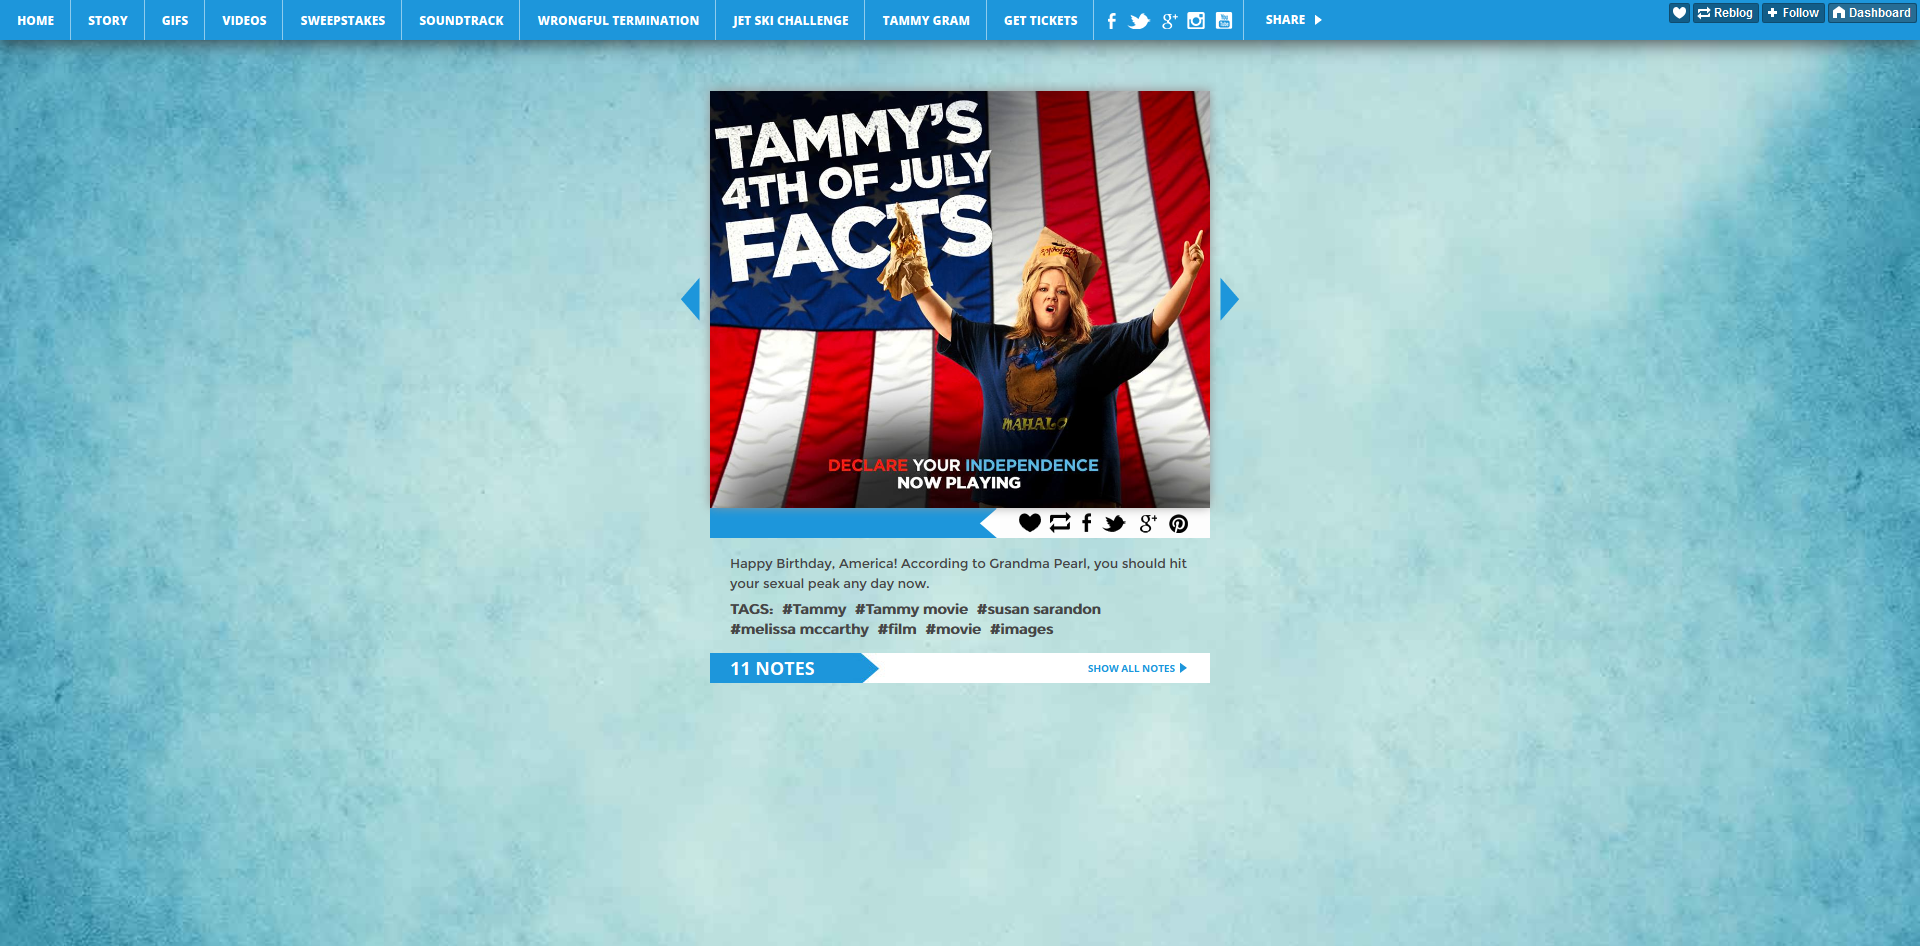 HOME STORY GIFS VIDEOS SWEEPSTAKES SOUNDTRACK WRONGFUL TERMINATION JET SKI CHALLENGE TAMMY GRAM GET TICKETS SHARE Reblog Follow Dashboard
TAMMY'S
4TH OF JULY
FACTS
MAHALO
DECLARE YOUR INDEPENDENCE
NOW PLAYING
Happy Birthday, America! According to Grandma Pearl, you should hit
your sexual peak any day now.
TAGS: #Tammy #Tammy movie #susan sarandon
#melissa mccarthy #film #movie #images
11 NOTES SHOW ALL NOTES